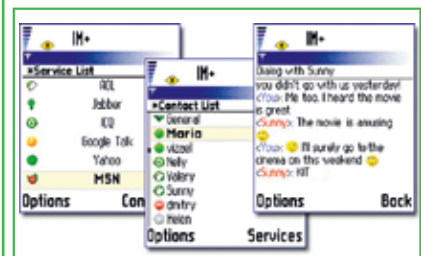 IM+
»Service List
AOL
Jabber
ICQ
Google Talk
Yahoo
MSN
Options Con
IM+
»Contact List
General
Maria
vizpel
Nelly
Valery
Sunny
dmitry
Helen
Options Services
IM+
Dialog with Sunny
you didn't go with us yesterday!
<You>: Me too. I heard the movie
is great
<Sunny>: The movie is amusing
<You>: I'll surely go to the
cinema on this weekend
<Sunny>: KIT
Options Back